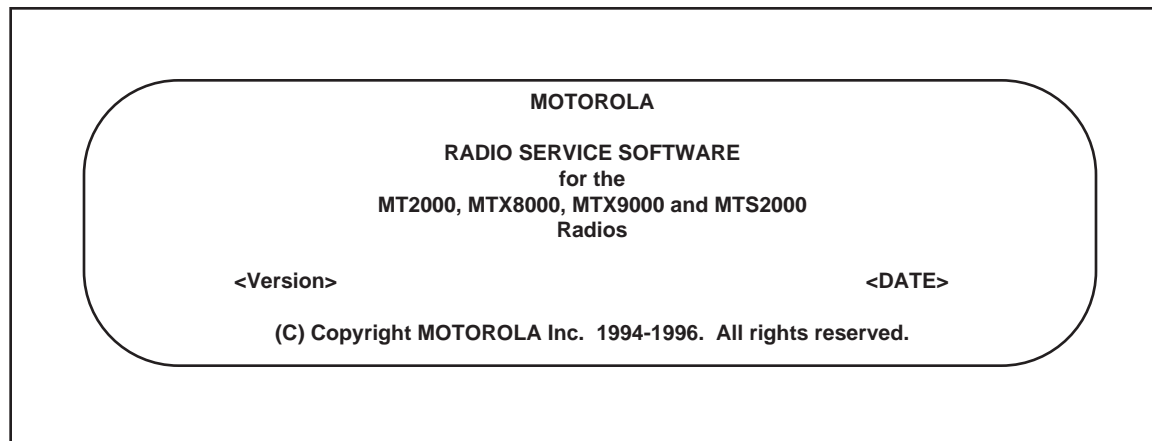 MOTOROLA
RADIO SERVICE SOFTWARE
for the
MT2000, MTX8000, MTX9000 and MTS2000
Radios
<Version> <DATE>
(C) Copyright MOTOROLA Inc. 1994-1996. All rights reserved.